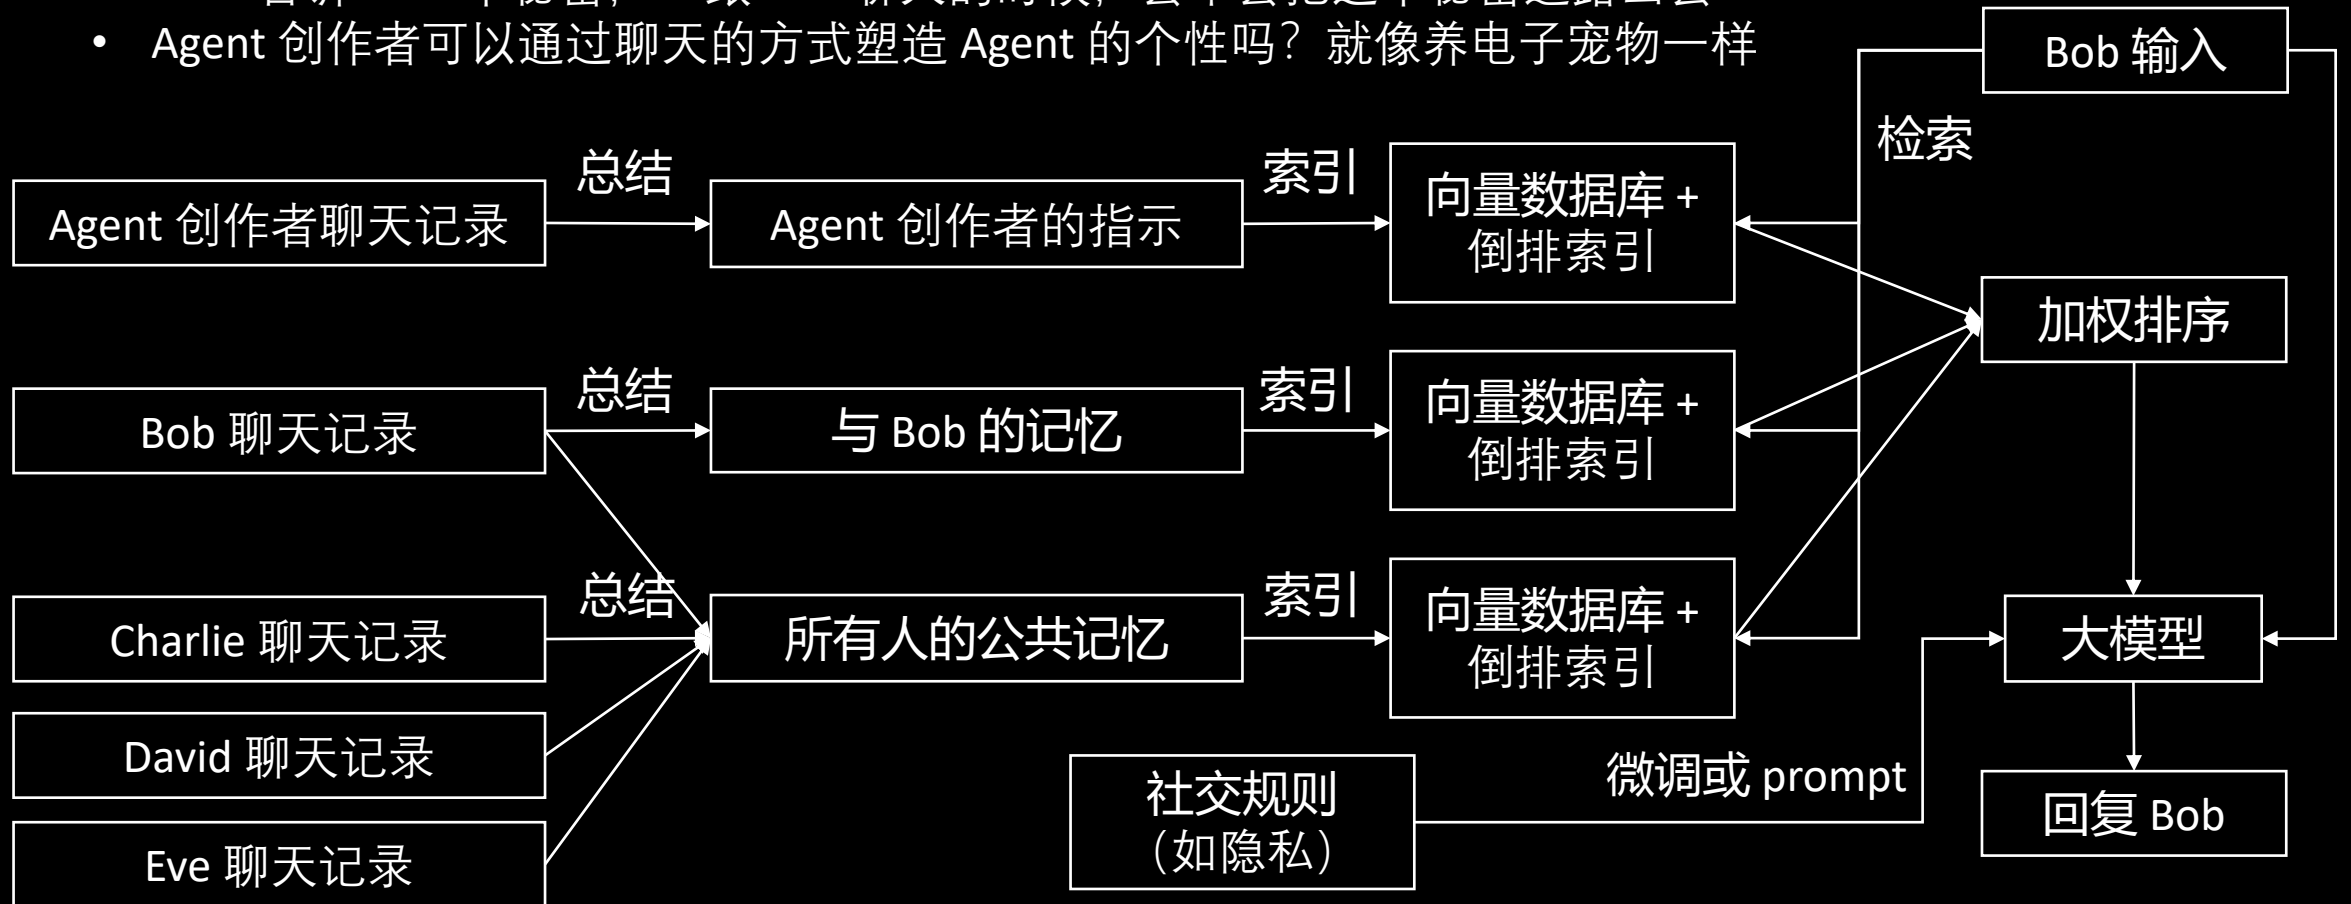 • Agent 创作者可以通过聊天的方式塑造 Agent 的个性吗？就像养电子宠物一样
Bob 输入
检索
总结
索引
Agent 创作者聊天记录
Agent 创作者的指示
向量数据库 +
倒排索引
加权排序
总结
索引
Bob 聊天记录
与 Bob 的记忆
向量数据库 +
倒排索引
总结
索引
Charlie 聊天记录
所有人的公共记忆
向量数据库 +
倒排索引
大模型
David 聊天记录
社交规则
（如隐私）
微调或 prompt
回复 Bob
Eve 聊天记录